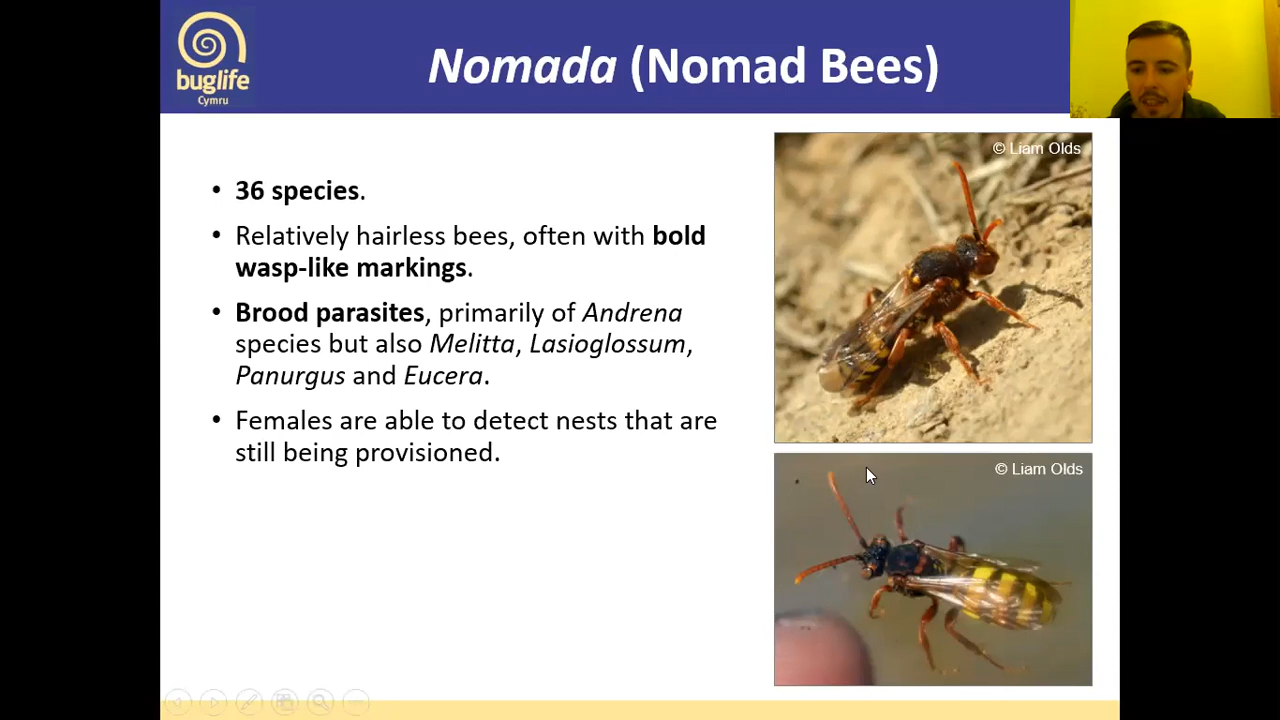 buglife
Cymru
Nomada (Nomad Bees)
© Liam Olds
• 36 species.
• Relatively hairless bees, often with bold
wasp-like markings.
• Brood parasites, primarily of Andrena
species but also Melitta, Lasioglossum,
Panurgus and Eucera.
• Females are able to detect nests that are
still being provisioned.
© Liam Olds